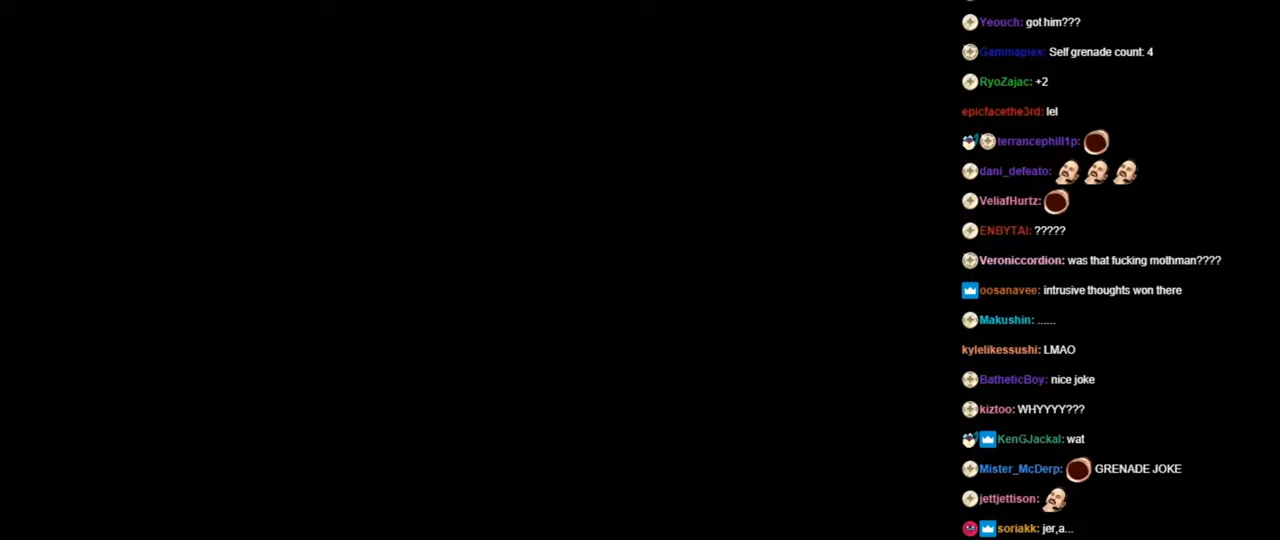 Yeouch: got him???
Gammaplex: Self grenade count: 4
RyoZajac: +2
epicfacethe3rd: lel
terrancephill1p:
dani_defeato:
VeliafHurtz:
ENBYTAI: ?????
Veroniccordion: was that fucking mothman????
oosanavee: intrusive thoughts won there
Makushin: ......
kylelikessushi: LMAO
BatheticBoy: nice joke
kiztoo: WHYYYY???
KenGJackal: wat
Mister_McDerp: GRENADE JOKE
jettjettison:
soriakk: jer,a...